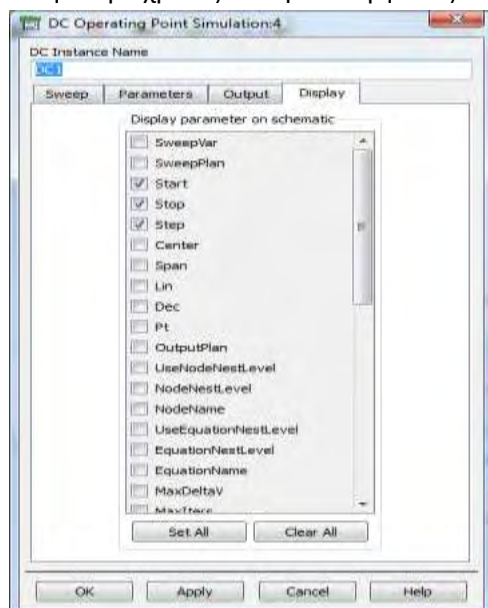 DC Operating Point Simulation:4
DC Instance Name
DC1
Sweep Parameters Output Display
Display parameter on schematic
SweepVar
SweepPlan
Start
Stop
Step
Center
Span
Lin
Dec
Pt
OutputPlan
UseNodeNestLevel
NodeNestLevel
NodeName
UseEquationNestLevel
EquationNestLevel
EquationName
MaxDeltaV
MaxIters
Set All Clear All
OK Apply Cancel Help